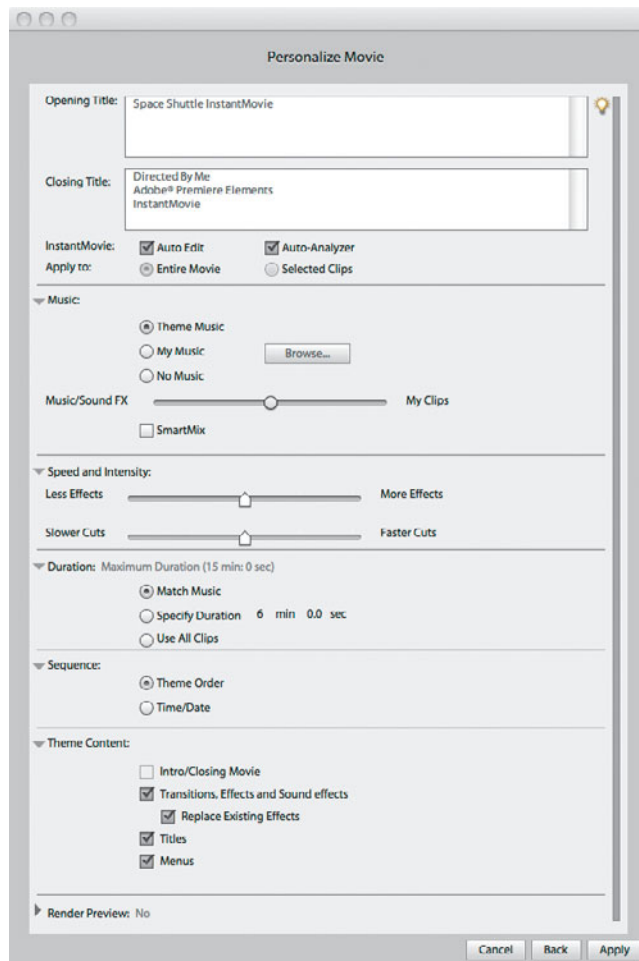 Personalize Movie
Opening Title: Space Shuttle InstantMovie
Closing Title: Directed By Me
Adobe® Premiere Elements
InstantMovie
InstantMovie: Auto Edit Auto-Analyzer
Apply to: Entire Movie Selected Clips
Music:
Theme Music
My Music Browse...
No Music
Music/Sound FX My Clips
SmartMix
Speed and Intensity:
Less Effects More Effects
Slower Cuts Faster Cuts
Duration: Maximum Duration (15 min: 0 sec)
Match Music
Specify Duration 6 min 0.0 sec
Use All Clips
Sequence:
Theme Order
Time/Date
Theme Content:
Intro/Closing Movie
Transitions, Effects and Sound effects
Replace Existing Effects
Titles
Menus
Render Preview: No
Cancel Back Apply